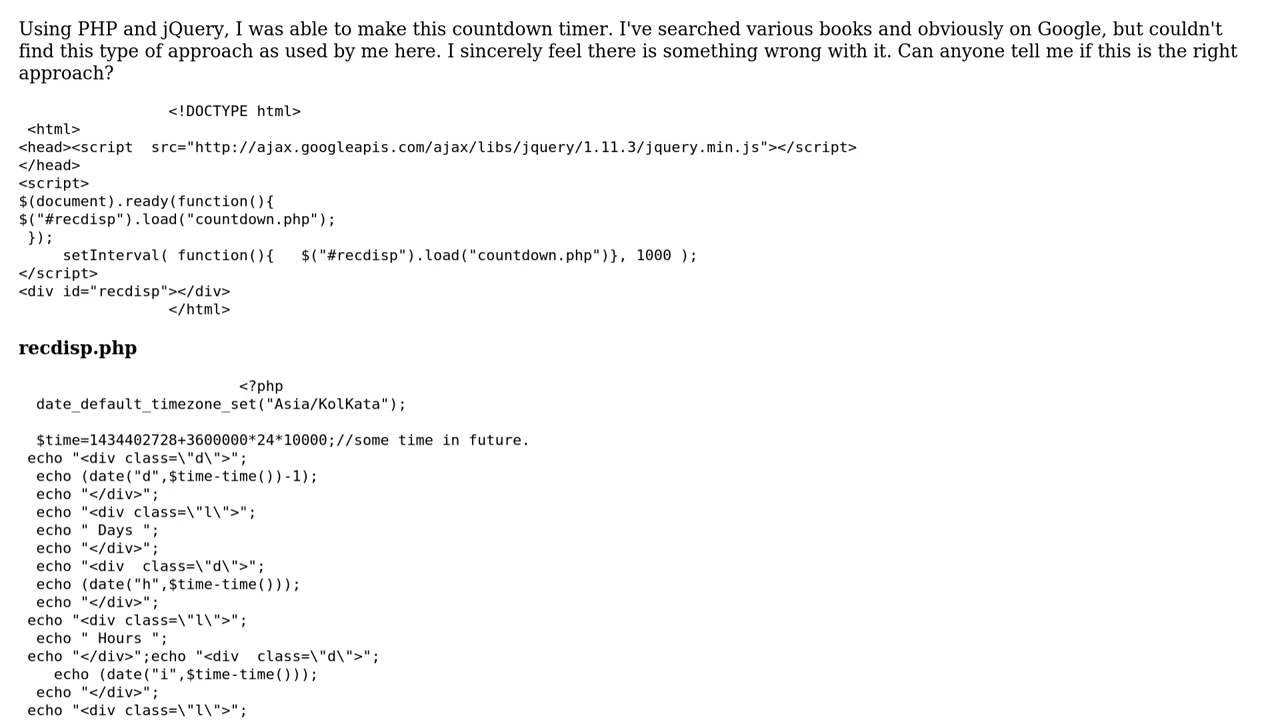 Using PHP and jQuery, I was able to make this countdown timer. I've searched various books and obviously on Google, but couldn't
find this type of approach as used by me here. I sincerely feel there is something wrong with it. Can anyone tell me if this is the right
approach?
<!DOCTYPE html>
<html>
<head><script  src="http://ajax.googleapis.com/ajax/libs/jquery/1.11.3/jquery.min.js"></script>
</head>
<script>
$(document).ready(function(){
$("#recdisp").load("countdown.php");
});
setInterval( function(){   $("#recdisp").load("countdown.php")}, 1000 );
</script>
<div id="recdisp"></div>
</html>
recdisp.php
<?php
date_default_timezone_set("Asia/KolKata");
$time=1434402728+3600000*24*10000;//some time in future.
echo "<div class=\"d\">";
echo (date("d",$time-time())-1);
echo "</div>";
echo "<div class=\"l\">";
echo " Days ";
echo "</div>";
echo "<div  class=\"d\">";
echo (date("h",$time-time()));
echo "</div>";
echo "<div class=\"l\">";
echo " Hours ";
echo "</div>";echo "<div  class=\"d\">";
echo (date("i",$time-time()));
echo "</div>";
echo "<div class=\"l\">";